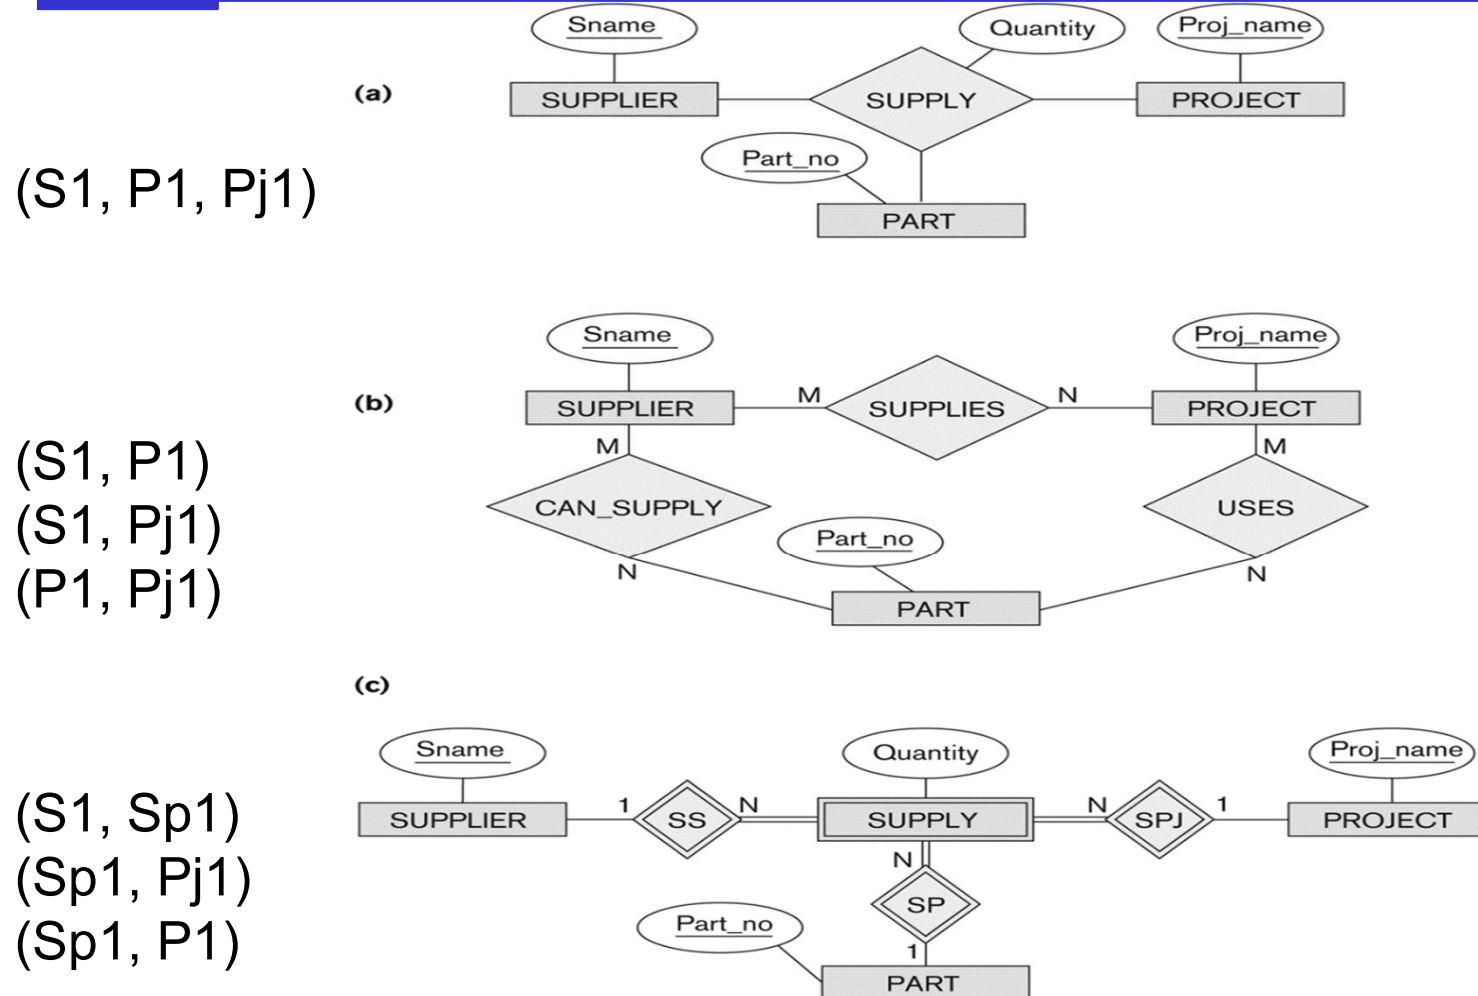 Sname
Quantity
Proj_name
(a)
SUPPLIER
SUPPLY
PROJECT
Part_no
(S1, P1, Pj1)
PART
Sname
Proj_name
(b)
SUPPLIER
M
SUPPLIES
N
PROJECT
(S1, P1)
M
M
CAN_SUPPLY
USES
(S1, Pj1)
Part_no
N
N
(P1, Pj1)
PART
(c)
Sname
Quantity
Proj_name
(S1, Sp1)
SUPPLIER
1
SS
N
SUPPLY
N
SPJ
1
PROJECT
(Sp1, Pj1)
N
SP
Part_no
(Sp1, P1)
1
PART